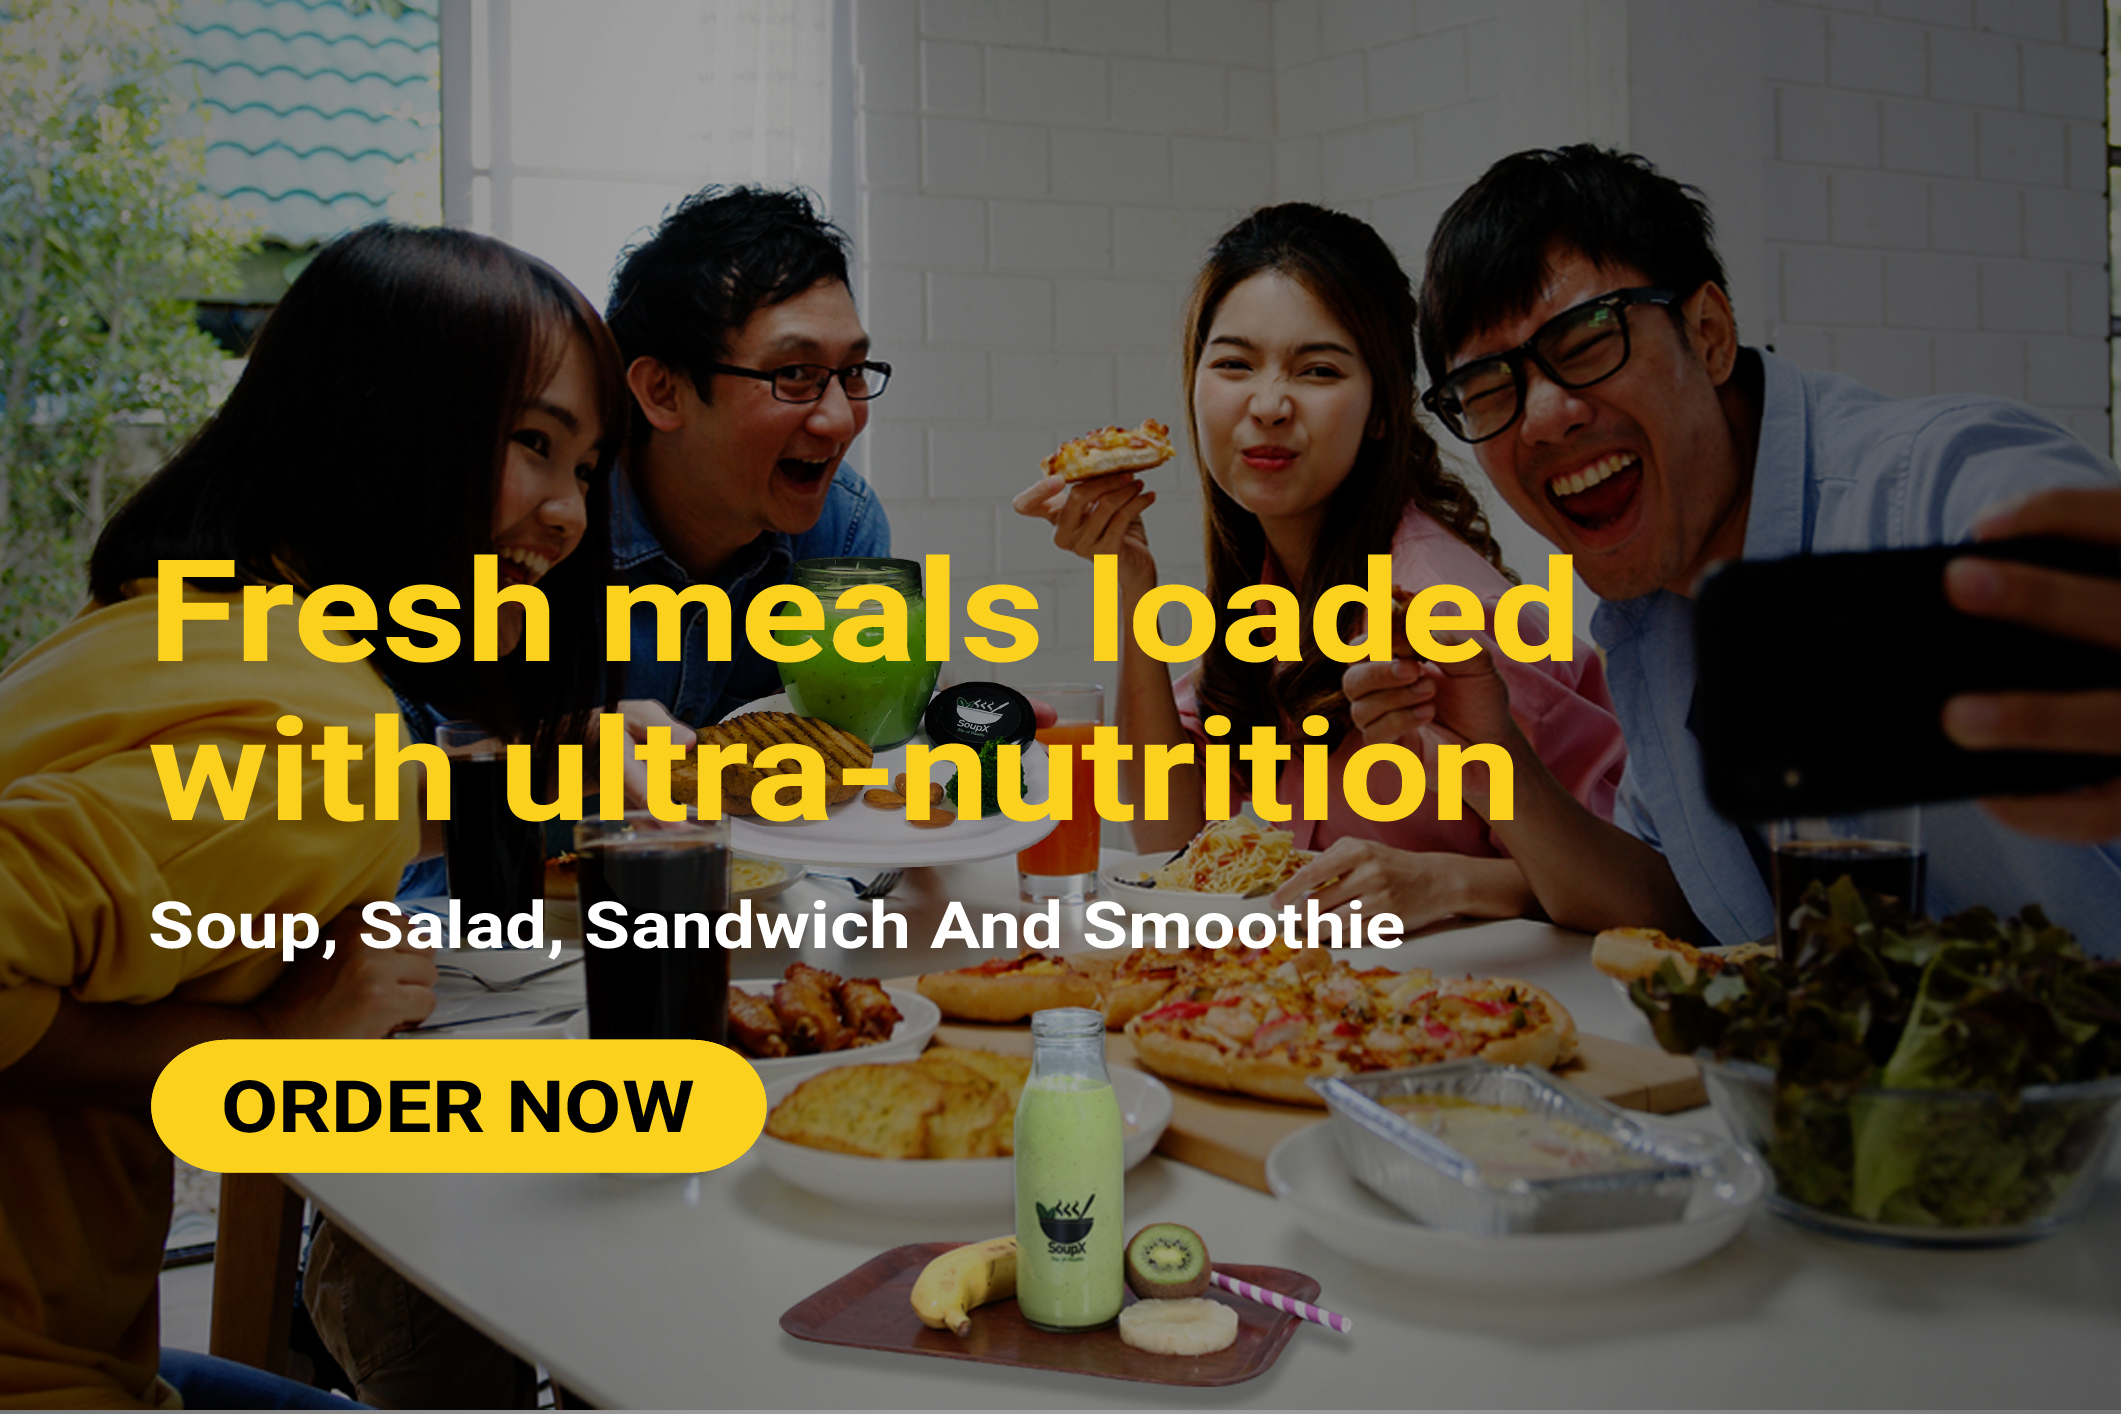 Fresh meals loaded
with ultra-nutrition
SoupX
Soup, Salad, Sandwich And Smoothie
ORDER NOW
SoupX